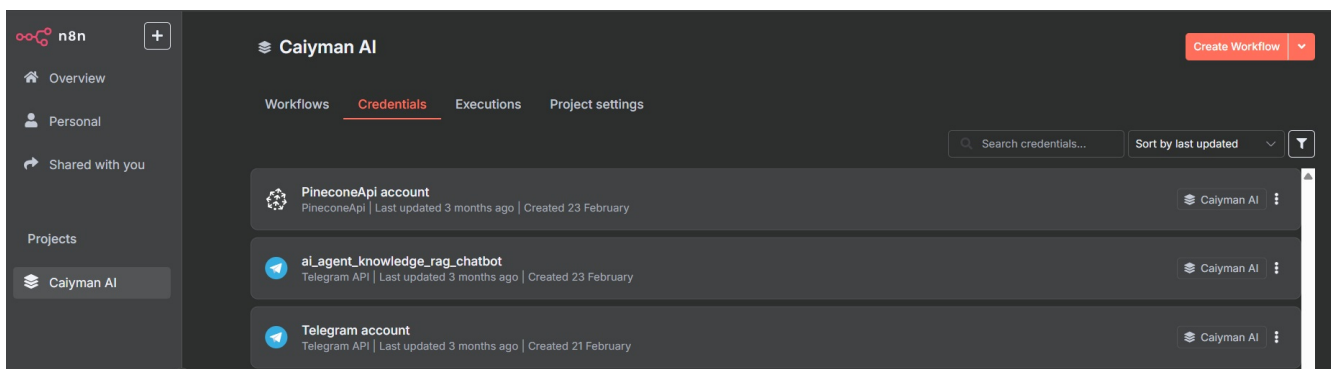 n8n
Overview
Personal
Shared with you
Projects
Caiyman AI
Caiyman AI
Create Workflow
Workflows Credentials Executions Project settings
Search credentials... Sort by last updated
PineconeApi account
PineconeApi | Last updated 3 months ago | Created 23 February
Caiyman AI
ai_agent_knowledge_rag_chatbot
Telegram API | Last updated 3 months ago | Created 23 February
Caiyman AI
Telegram account
Telegram API | Last updated 3 months ago | Created 21 February
Caiyman AI